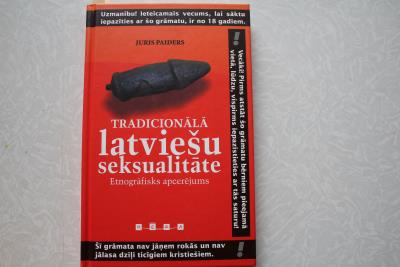 Uzmanību! Ieteicamais vecums, lai sāktu
iepazīties ar šo grāmatu, ir no 18 gadiem.
JURIS PAIDERS
TRADICIONĀLĀ
latviešu
seksualitāte
Etnogrāfisks apcerējums
! Vecāki! Pirms atstāt šo grāmatu bērniem pieejamā
vietā, lūdzu, vispirms iepazīstieties ar tās saturu!
Šī grāmata nav jāņem rokās un nav
jālasa dziļi ticīgiem kristiešiem. !